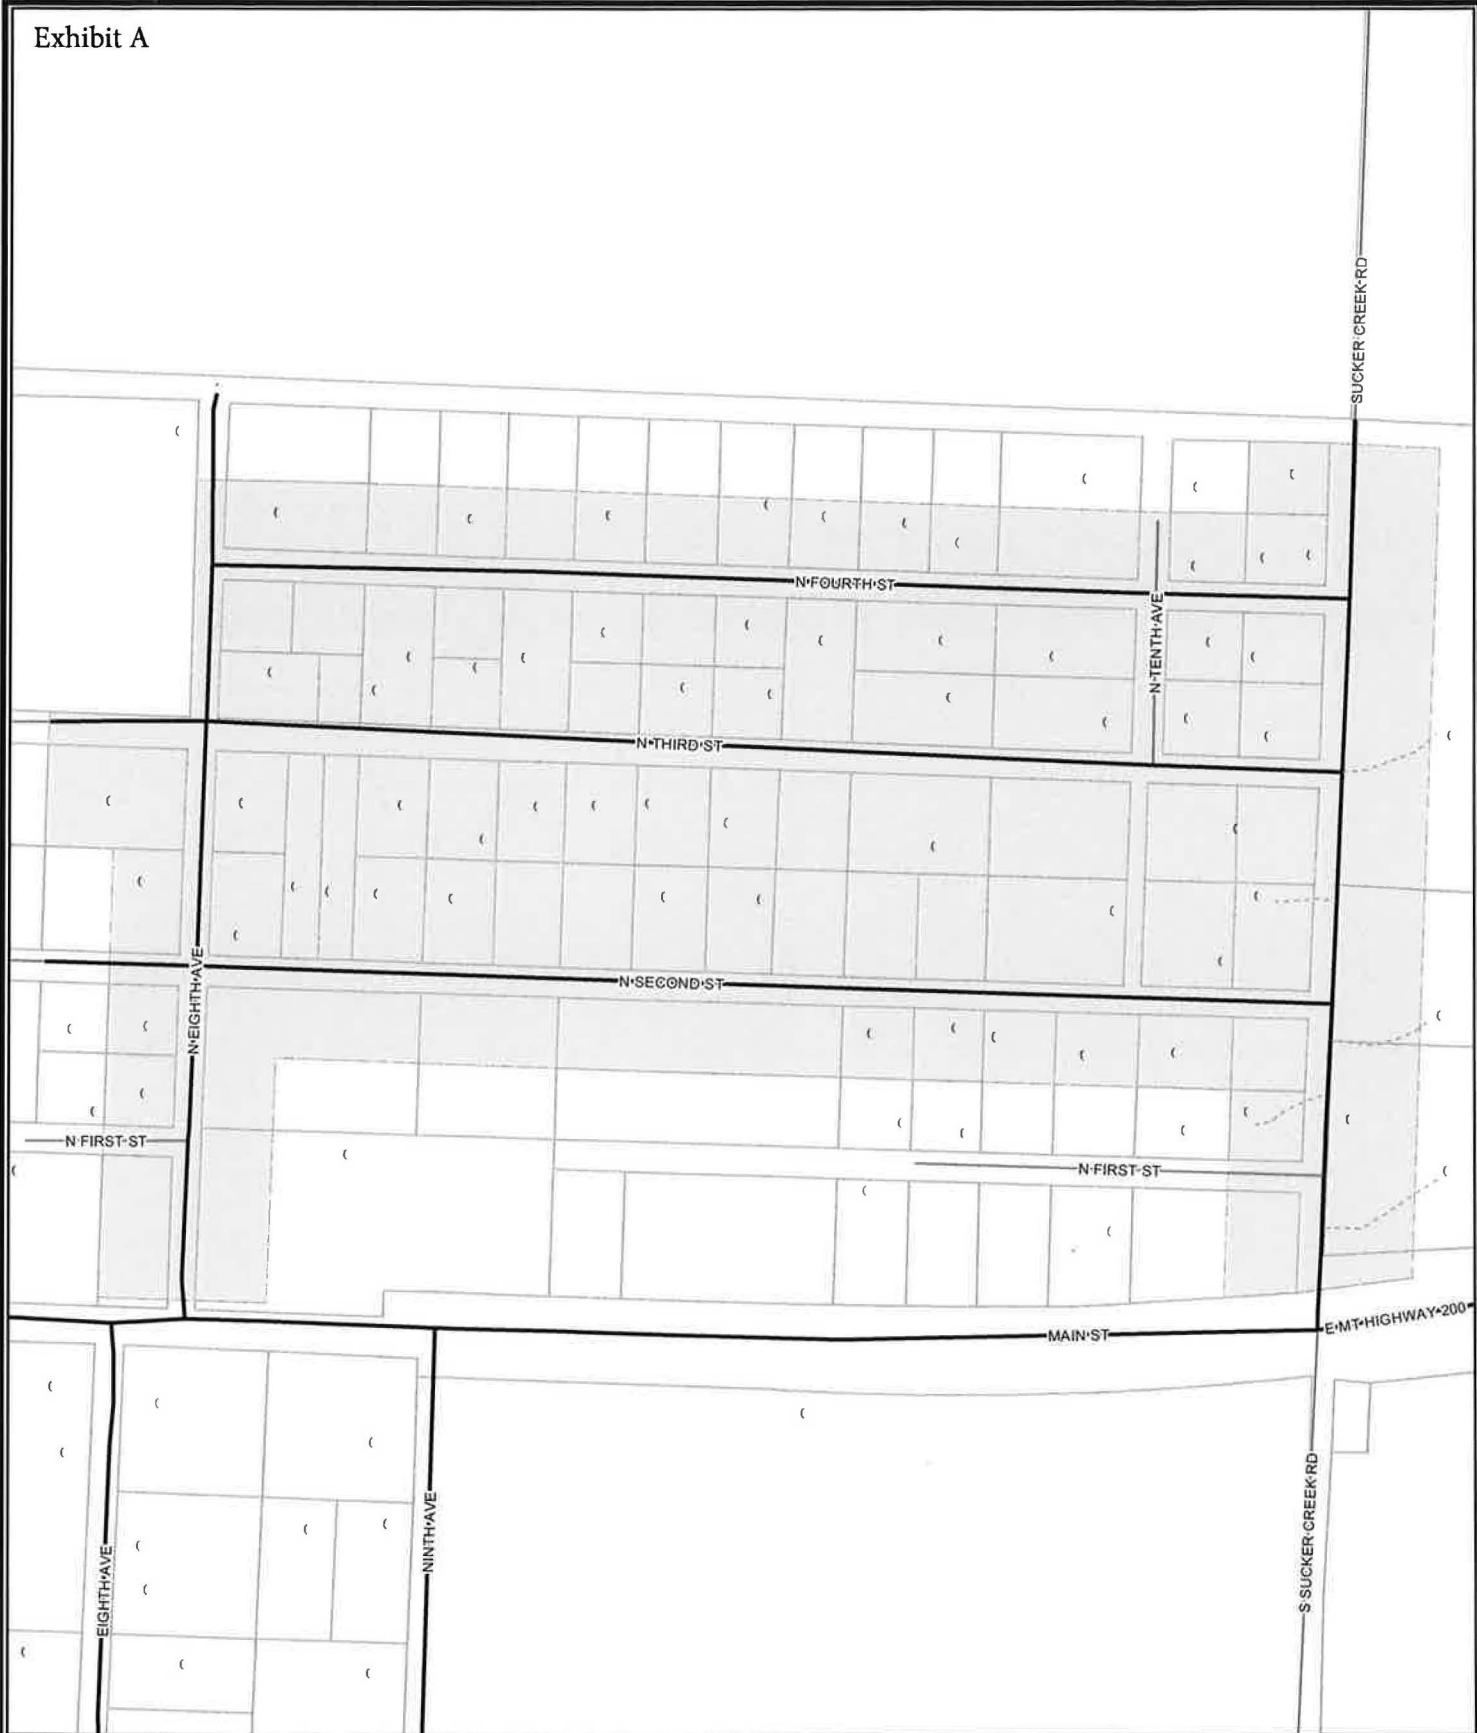 Exhibit A
SUCKER CREEK RD
N FOURTH ST
N TENTH AVE
N THIRD ST
N EIGHTH AVE
N SECOND ST
N FIRST ST
N FIRST ST
MAIN ST
E MT HIGHWAY 200
EIGHTH AVE
NINTH AVE
S SUCKER CREEK RD